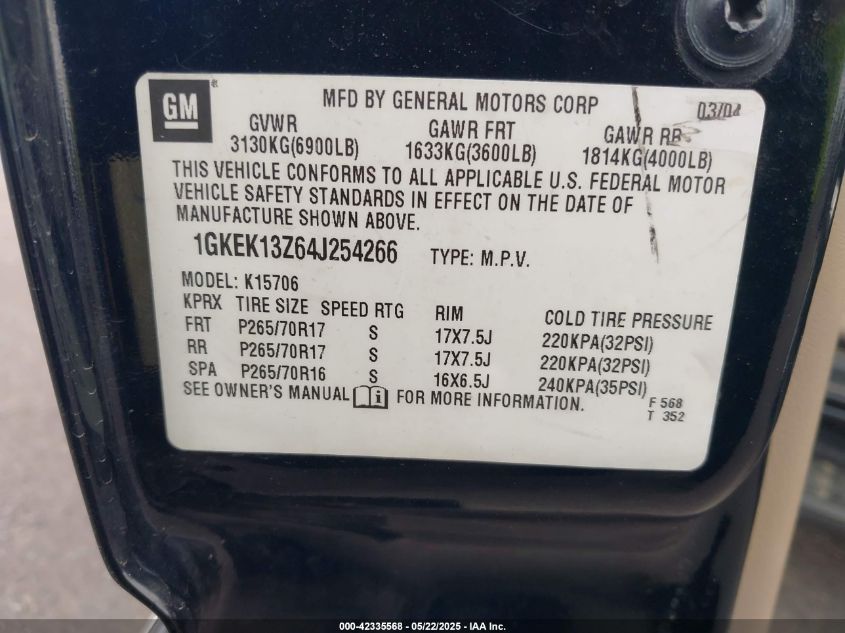 GM
MFD BY GENERAL MOTORS CORP 03/04
GVWR GAWR FRT GAWR RR
3130KG(6900LB) 1633KG(3600LB) 1814KG(4000LB)
THIS VEHICLE CONFORMS TO ALL APPLICABLE U.S. FEDERAL MOTOR
VEHICLE SAFETY STANDARDS IN EFFECT ON THE DATE OF
MANUFACTURE SHOWN ABOVE.
1GKEK13Z64J254266 TYPE: M.P.V.
MODEL: K15706
KPRX TIRE SIZE SPEED RTG RIM COLD TIRE PRESSURE
FRT P265/70R17 S 17X7.5J 220KPA(32PSI)
RR P265/70R17 S 17X7.5J 220KPA(32PSI)
SPA P265/70R16 S 16X6.5J 240KPA(35PSI)
SEE OWNER'S MANUAL FOR MORE INFORMATION.
F 568
T 352
000-42335568 - 05/22/2025 - IAA Inc.